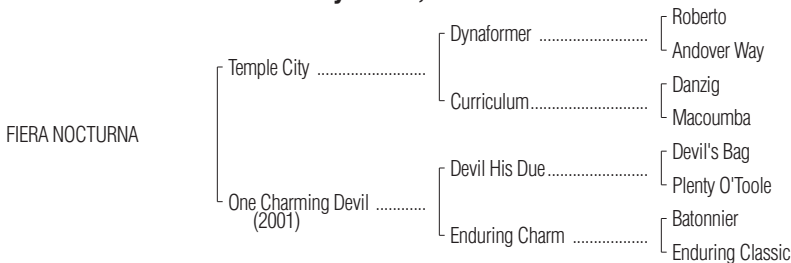 Roberto
Dynaformer ..................
Andover Way
Temple City ..........................
Danzig
Curriculum............................
Macoumba
FIERA NOCTURNA
Devil's Bag
Devil His Due........................
Plenty O'Toole
One Charming Devil ............
(2001)
Batonnier
Enduring Charm ..................
Enduring Classic